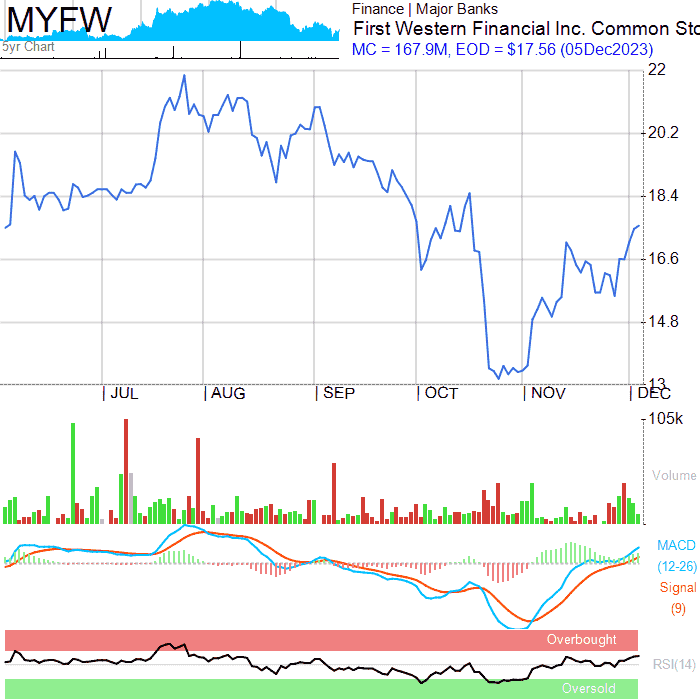 MYFW
5yr Chart
Finance | Major Banks
First Western Financial Inc. Common Sto
MC = 167.9M, EOD = $17.56 (05Dec2023)
22
20.2
18.4
16.6
14.8
13
JUL
AUG
SEP
OCT
NOV
DEC
105k
Volume
MACD
(12-26)
Signal
(9)
Overbought
RSI(14)
Oversold